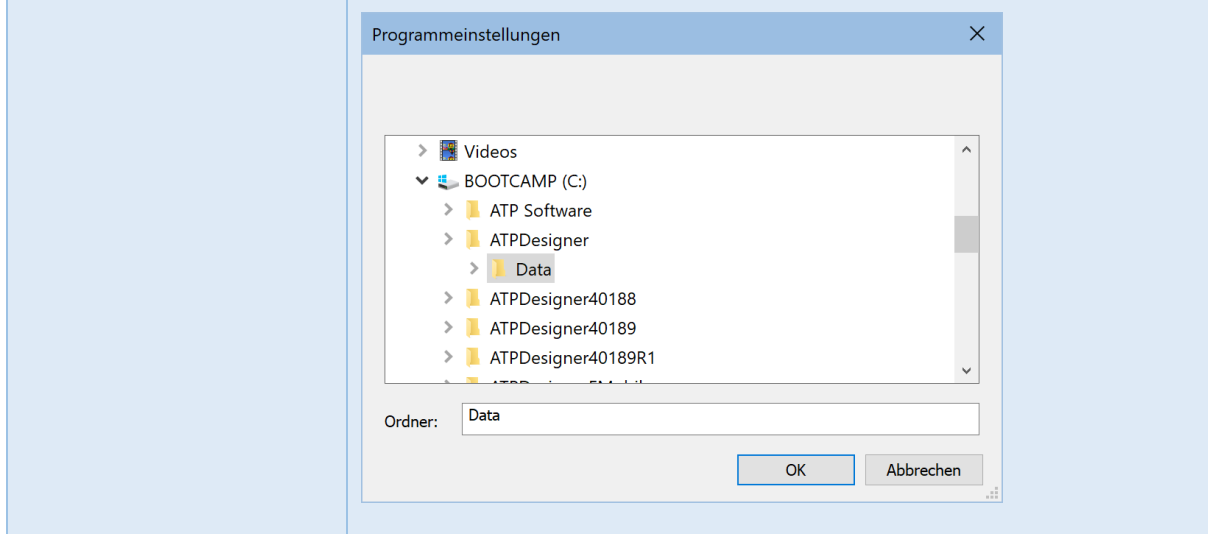 Programmeinstellungen
Videos
BOOTCAMP (C:)
ATP Software
ATPDesigner
Data
ATPDesigner40188
ATPDesigner40189
ATPDesigner40189R1
Ordner: Data
OK Abbrechen